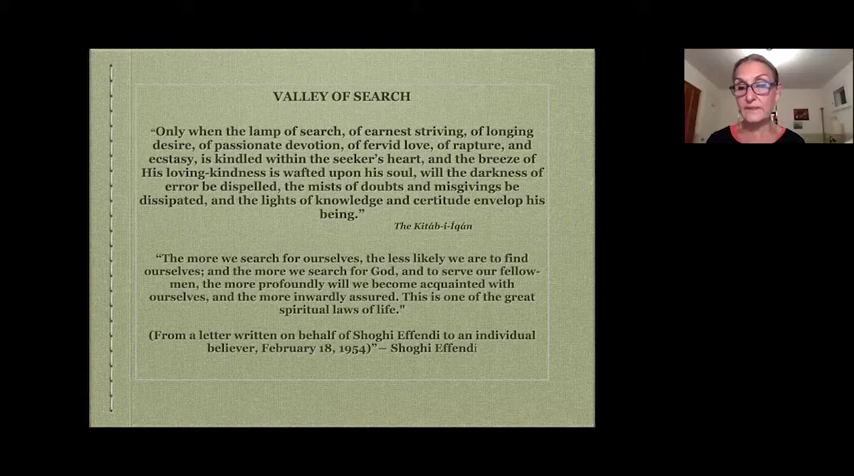 VALLEY OF SEARCH
“Only when the lamp of search, of earnest striving, of longing
desire, of passionate devotion, of fervid love, of rapture, and
ecstasy, is kindled within the seeker’s heart, and the breeze of
His loving-kindness is wafted upon his soul, will the darkness of
error be dispelled, the mists of doubts and misgivings be
dissipated, and the lights of knowledge and certitude envelop his
being.”
The Kitáb-i-Íqán
“The more we search for ourselves, the less likely we are to find
ourselves; and the more we search for God, and to serve our fellow-
men, the more profoundly will we become acquainted with
ourselves, and the more inwardly assured. This is one of the great
spiritual laws of life."
(From a letter written on behalf of Shoghi Effendi to an individual
believer, February 18, 1954)”― Shoghi Effendi